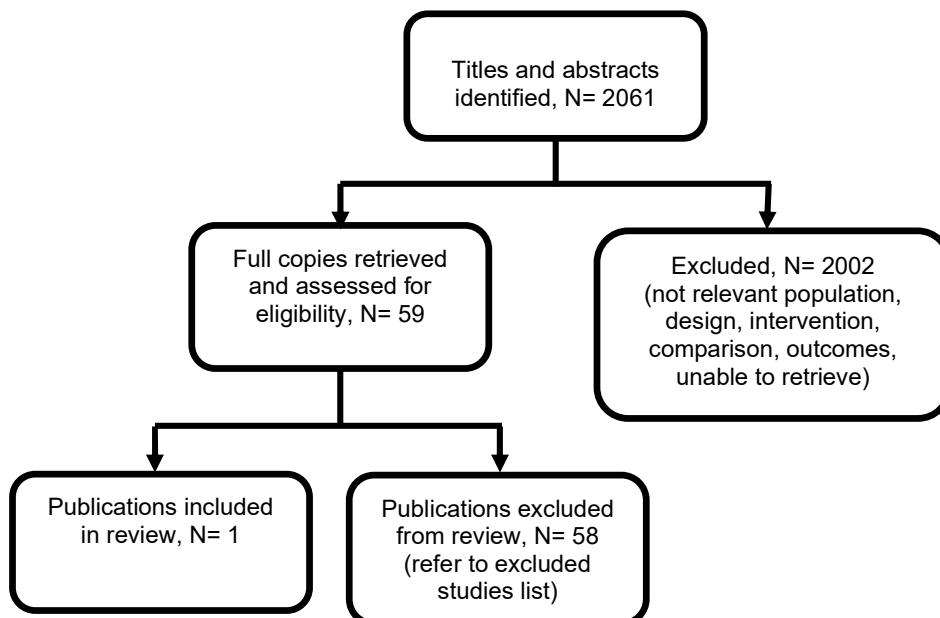 Titles and abstracts
identified, N= 2061
Full copies retrieved
and assessed for
eligibility, N= 59
Excluded, N= 2002
(not relevant population,
design, intervention,
comparison, outcomes,
unable to retrieve)
Publications included
in review, N= 1
Publications excluded
from review, N= 58
(refer to excluded
studies list)